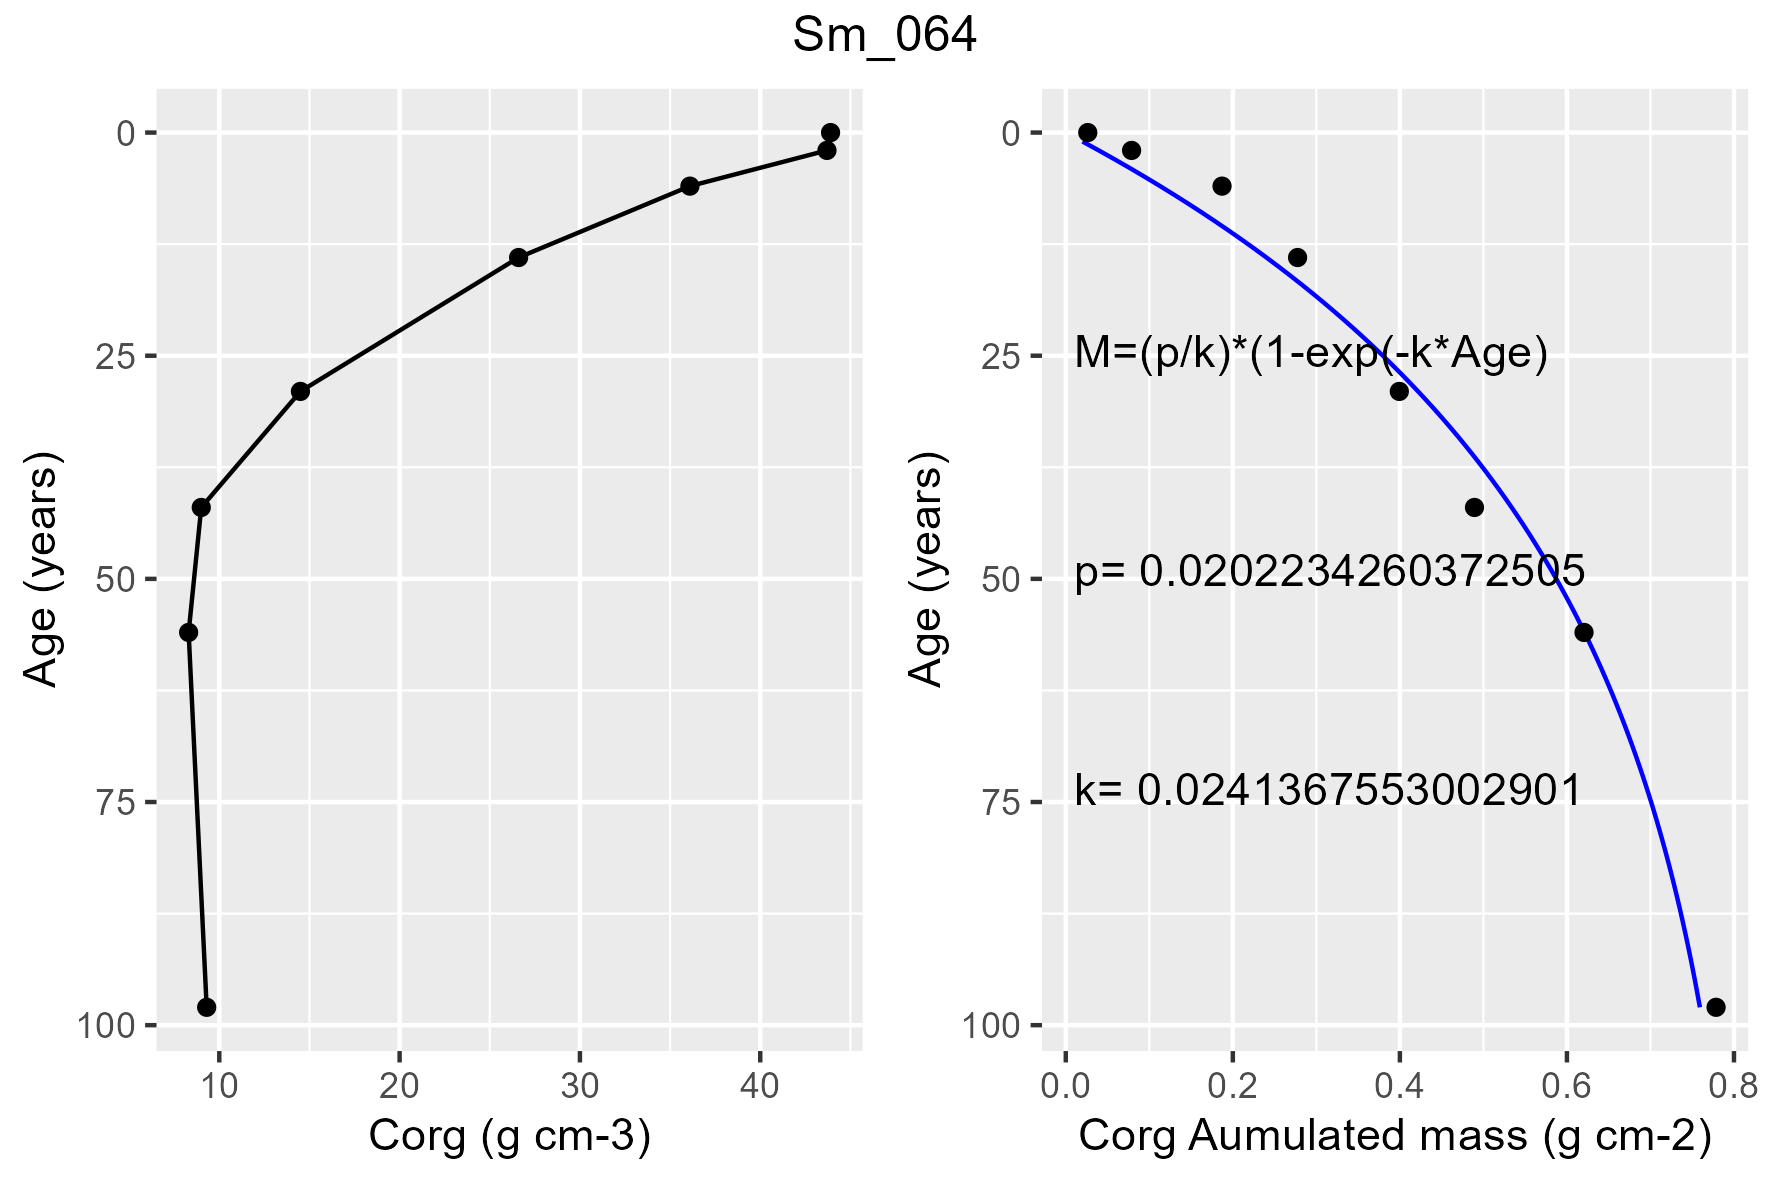 Sm_064
0
25
50
75
100
Age (years)
10 20 30 40
Corg (g cm-3)
0
25
50
75
100
Age (years)
M=(p/k)*(1-exp(-k*Age)
p= 0.0202234260372505
k= 0.0241367553002901
0.0 0.2 0.4 0.6 0.8
Corg Aumulated mass (g cm-2)